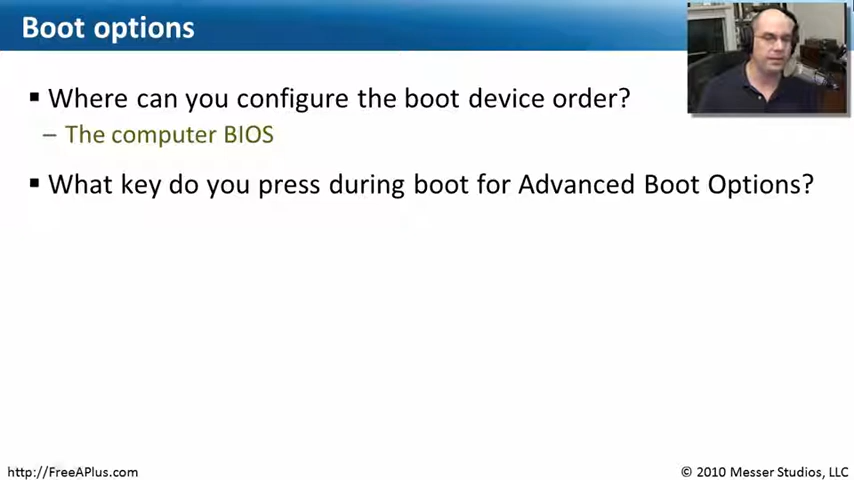 Boot options
▪ Where can you configure the boot device order?
– The computer BIOS
▪ What key do you press during boot for Advanced Boot Options?
http://FreeAPlus.com
© 2010 Messer Studios, LLC